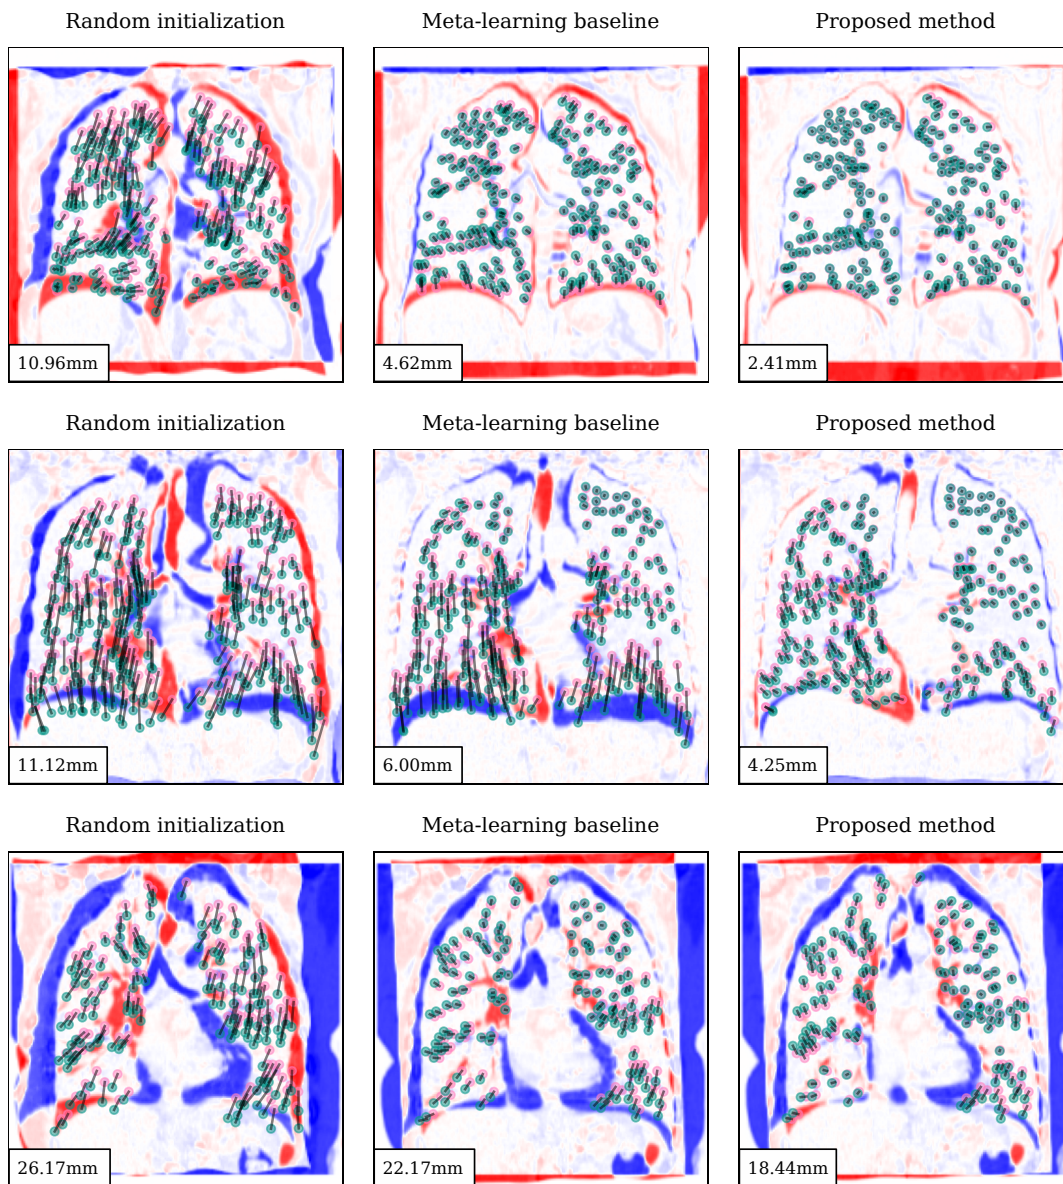 Random initialization
Meta-learning baseline
Proposed method
10.96mm
4.62mm
2.41mm
Random initialization
Meta-learning baseline
Proposed method
11.12mm
6.00mm
4.25mm
Random initialization
Meta-learning baseline
Proposed method
26.17mm
22.17mm
18.44mm